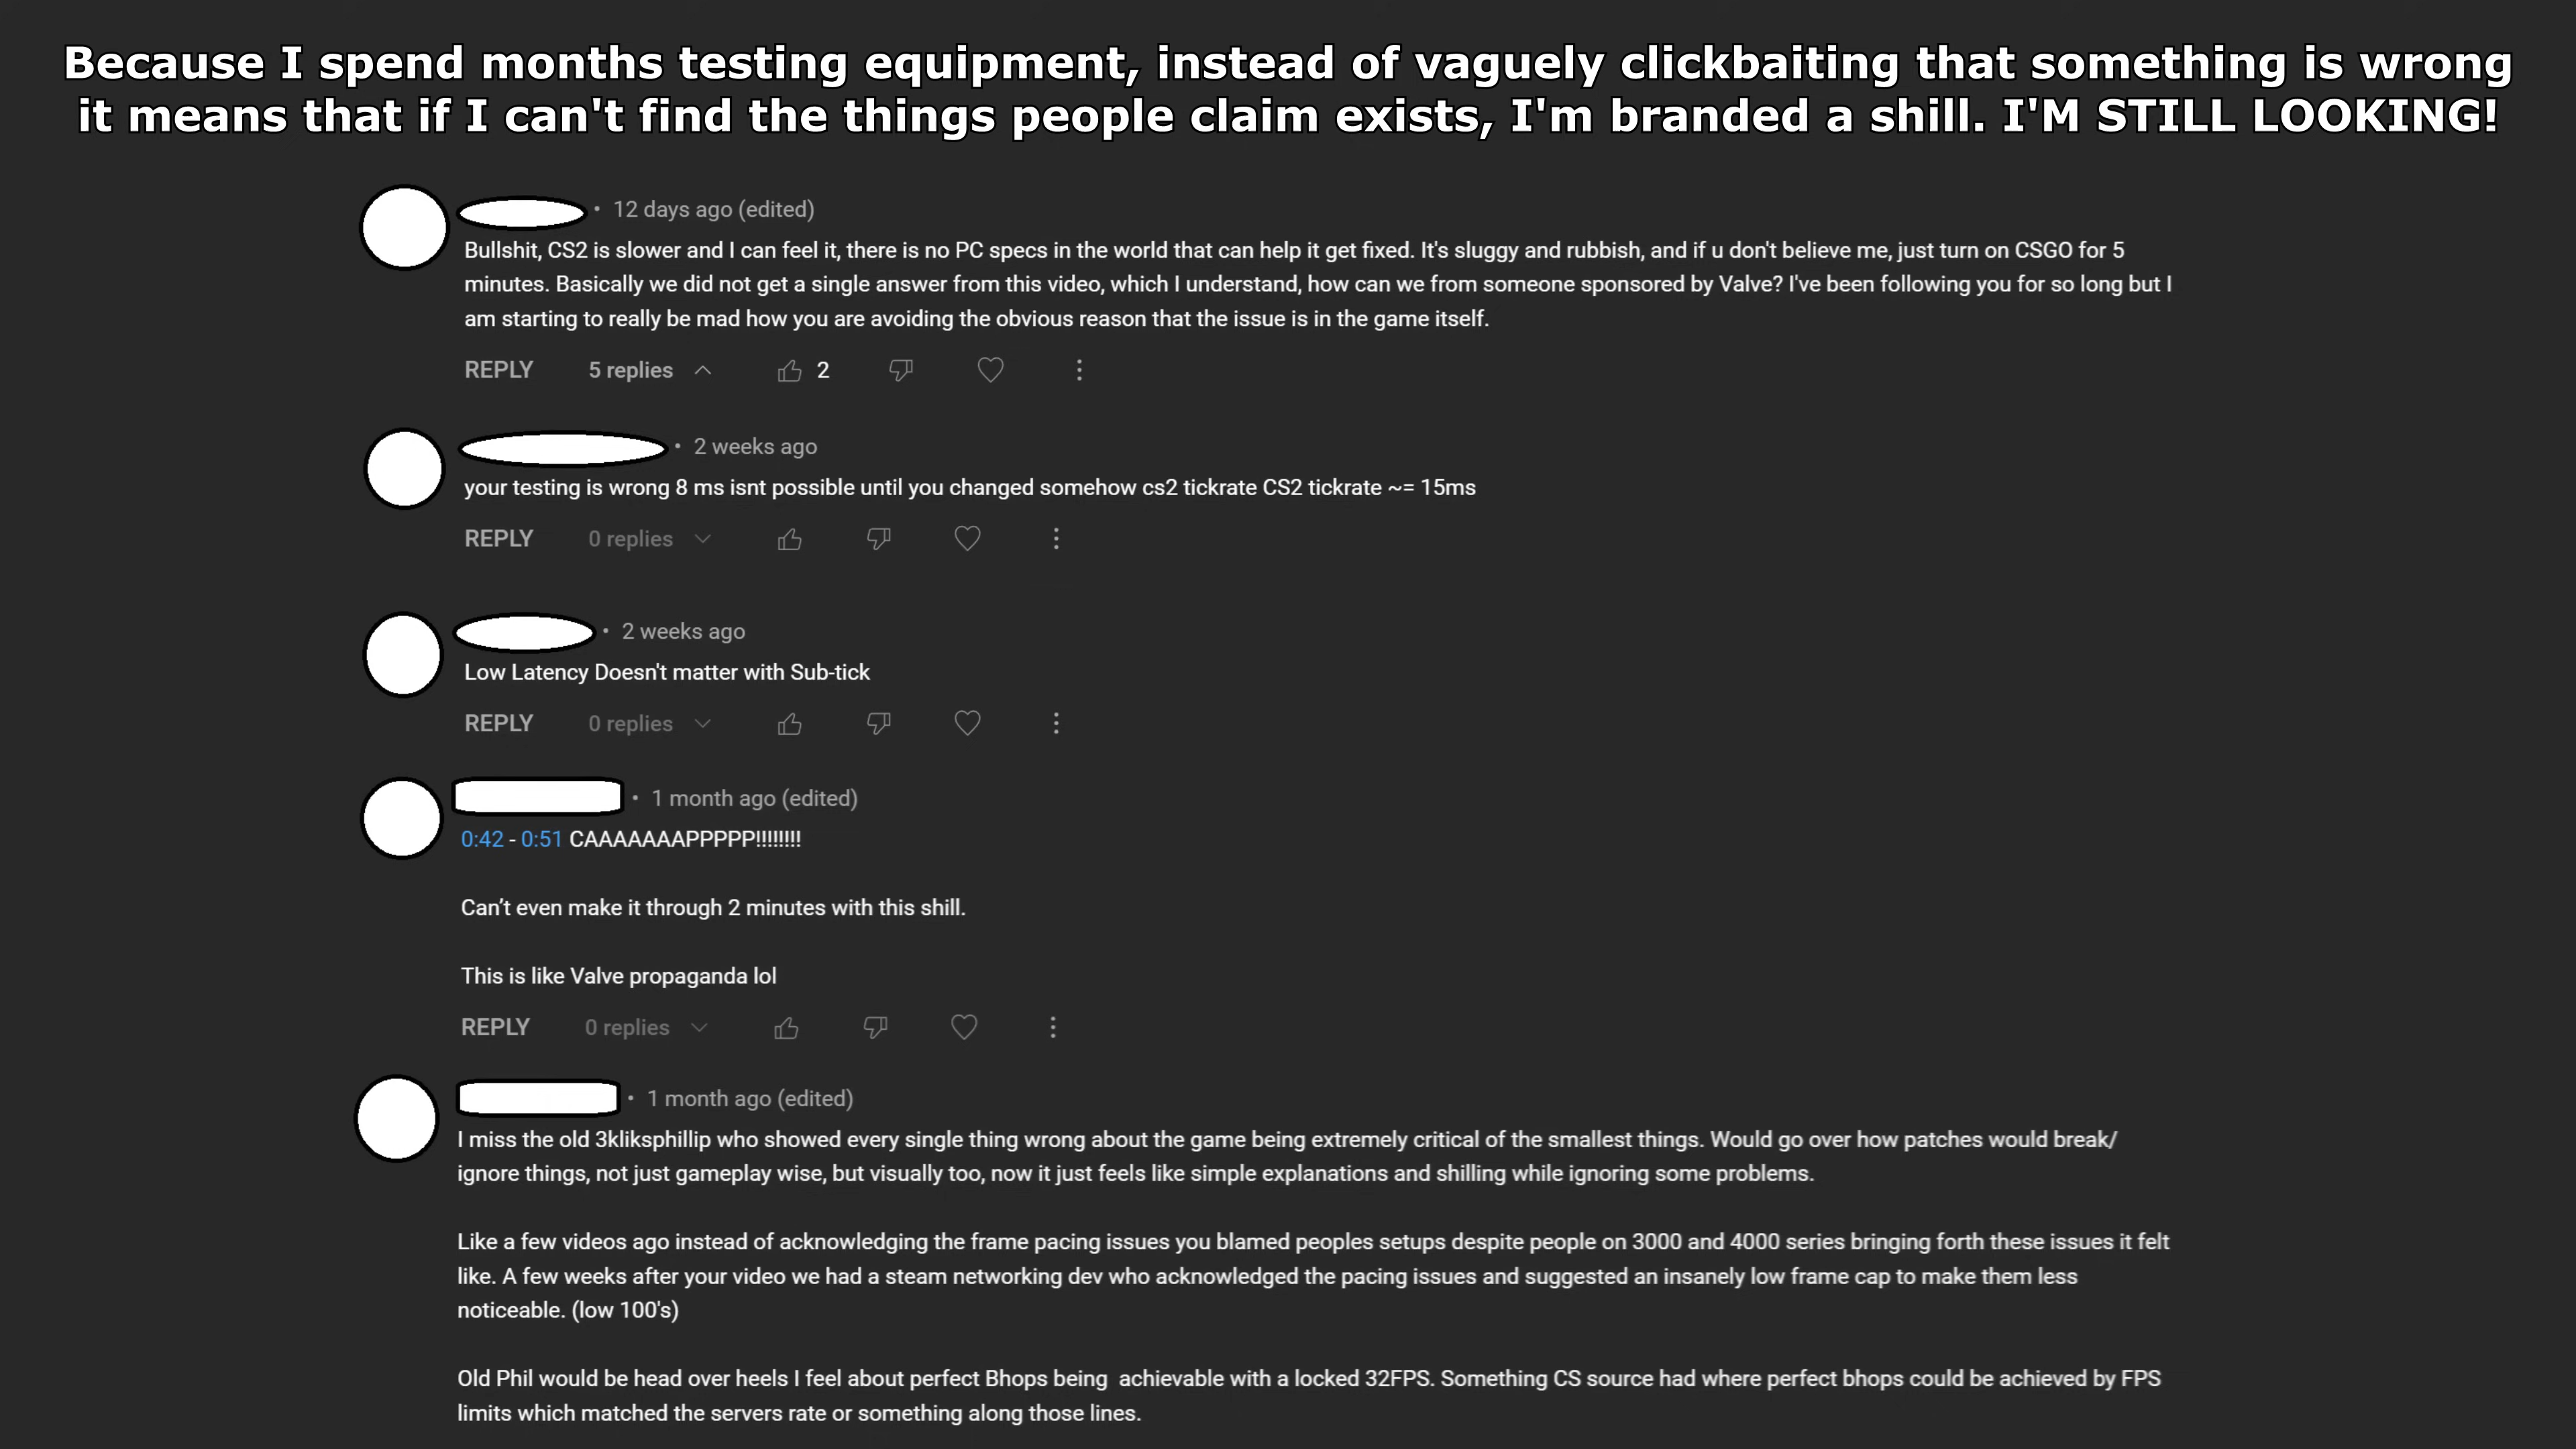 Because I spend months testing equipment, instead of vaguely clickbaiting that something is wrong
it means that if I can't find the things people claim exists, I'm branded a shill. I'M STILL LOOKING!
• 12 days ago (edited)
Bullshit, CS2 is slower and I can feel it, there is no PC specs in the world that can help it get fixed. It's sluggy and rubbish, and if u don't believe me, just turn on CSGO for 5
minutes. Basically we did not get a single answer from this video, which I understand, how can we from someone sponsored by Valve? I've been following you for so long but I
am starting to really be mad how you are avoiding the obvious reason that the issue is in the game itself.
REPLY 5 replies 2
• 2 weeks ago
your testing is wrong 8 ms isnt possible until you changed somehow cs2 tickrate CS2 tickrate ~= 15ms
REPLY 0 replies
• 2 weeks ago
Low Latency Doesn't matter with Sub-tick
REPLY 0 replies
• 1 month ago (edited)
0:42 - 0:51 CAAAAAAAPPPPP!!!!!!!!
Can’t even make it through 2 minutes with this shill.
This is like Valve propaganda lol
REPLY 0 replies
• 1 month ago (edited)
I miss the old 3kliksphillip who showed every single thing wrong about the game being extremely critical of the smallest things. Would go over how patches would break/
ignore things, not just gameplay wise, but visually too, now it just feels like simple explanations and shilling while ignoring some problems.
Like a few videos ago instead of acknowledging the frame pacing issues you blamed peoples setups despite people on 3000 and 4000 series bringing forth these issues it felt
like. A few weeks after your video we had a steam networking dev who acknowledged the pacing issues and suggested an insanely low frame cap to make them less
noticeable. (low 100's)
Old Phil would be head over heels I feel about perfect Bhops being achievable with a locked 32FPS. Something CS source had where perfect bhops could be achieved by FPS
limits which matched the servers rate or something along those lines.